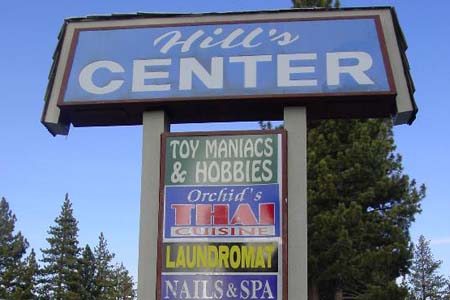 Hill's
CENTER
TOY MANIACS
& HOBBIES
Orchid's
THAI
CUISINE
LAUNDROMAT
NAILS & SPA